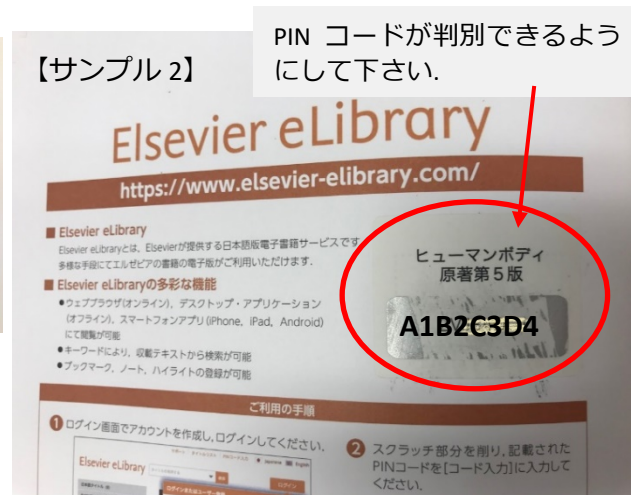 PIN コードが判別できるよう
にして下さい.
【サンプル 2】
Elsevier eLibrary
https://www.elsevier-elibrary.com/
■ Elsevier eLibrary
Elsevier eLibraryとは、Elsevierが提供する日本語版電子書籍サービスです
多様な手段にてエルゼビアの書籍の電子版がご利用いただけます.
■ Elsevier eLibraryの多彩な機能
●ウェブブラウザ(オンライン), デスクトップ・アプリケーション
(オフライン), スマートフォンアプリ(iPhone, iPad, Android)
にて閲覧が可能
●キーワードにより, 収載テキストから検索が可能
●ブックマーク, ノート, ハイライトの登録が可能
ヒューマンボディ
原著第5版
A1B2C3D4
ご利用の手順
❶ ログイン画面でアカウントを作成し,ログインしてください.
Elsevier eLibrary
❷ スクラッチ部分を削り,記載された
PINコードを[コード入力]に入力して
ください.